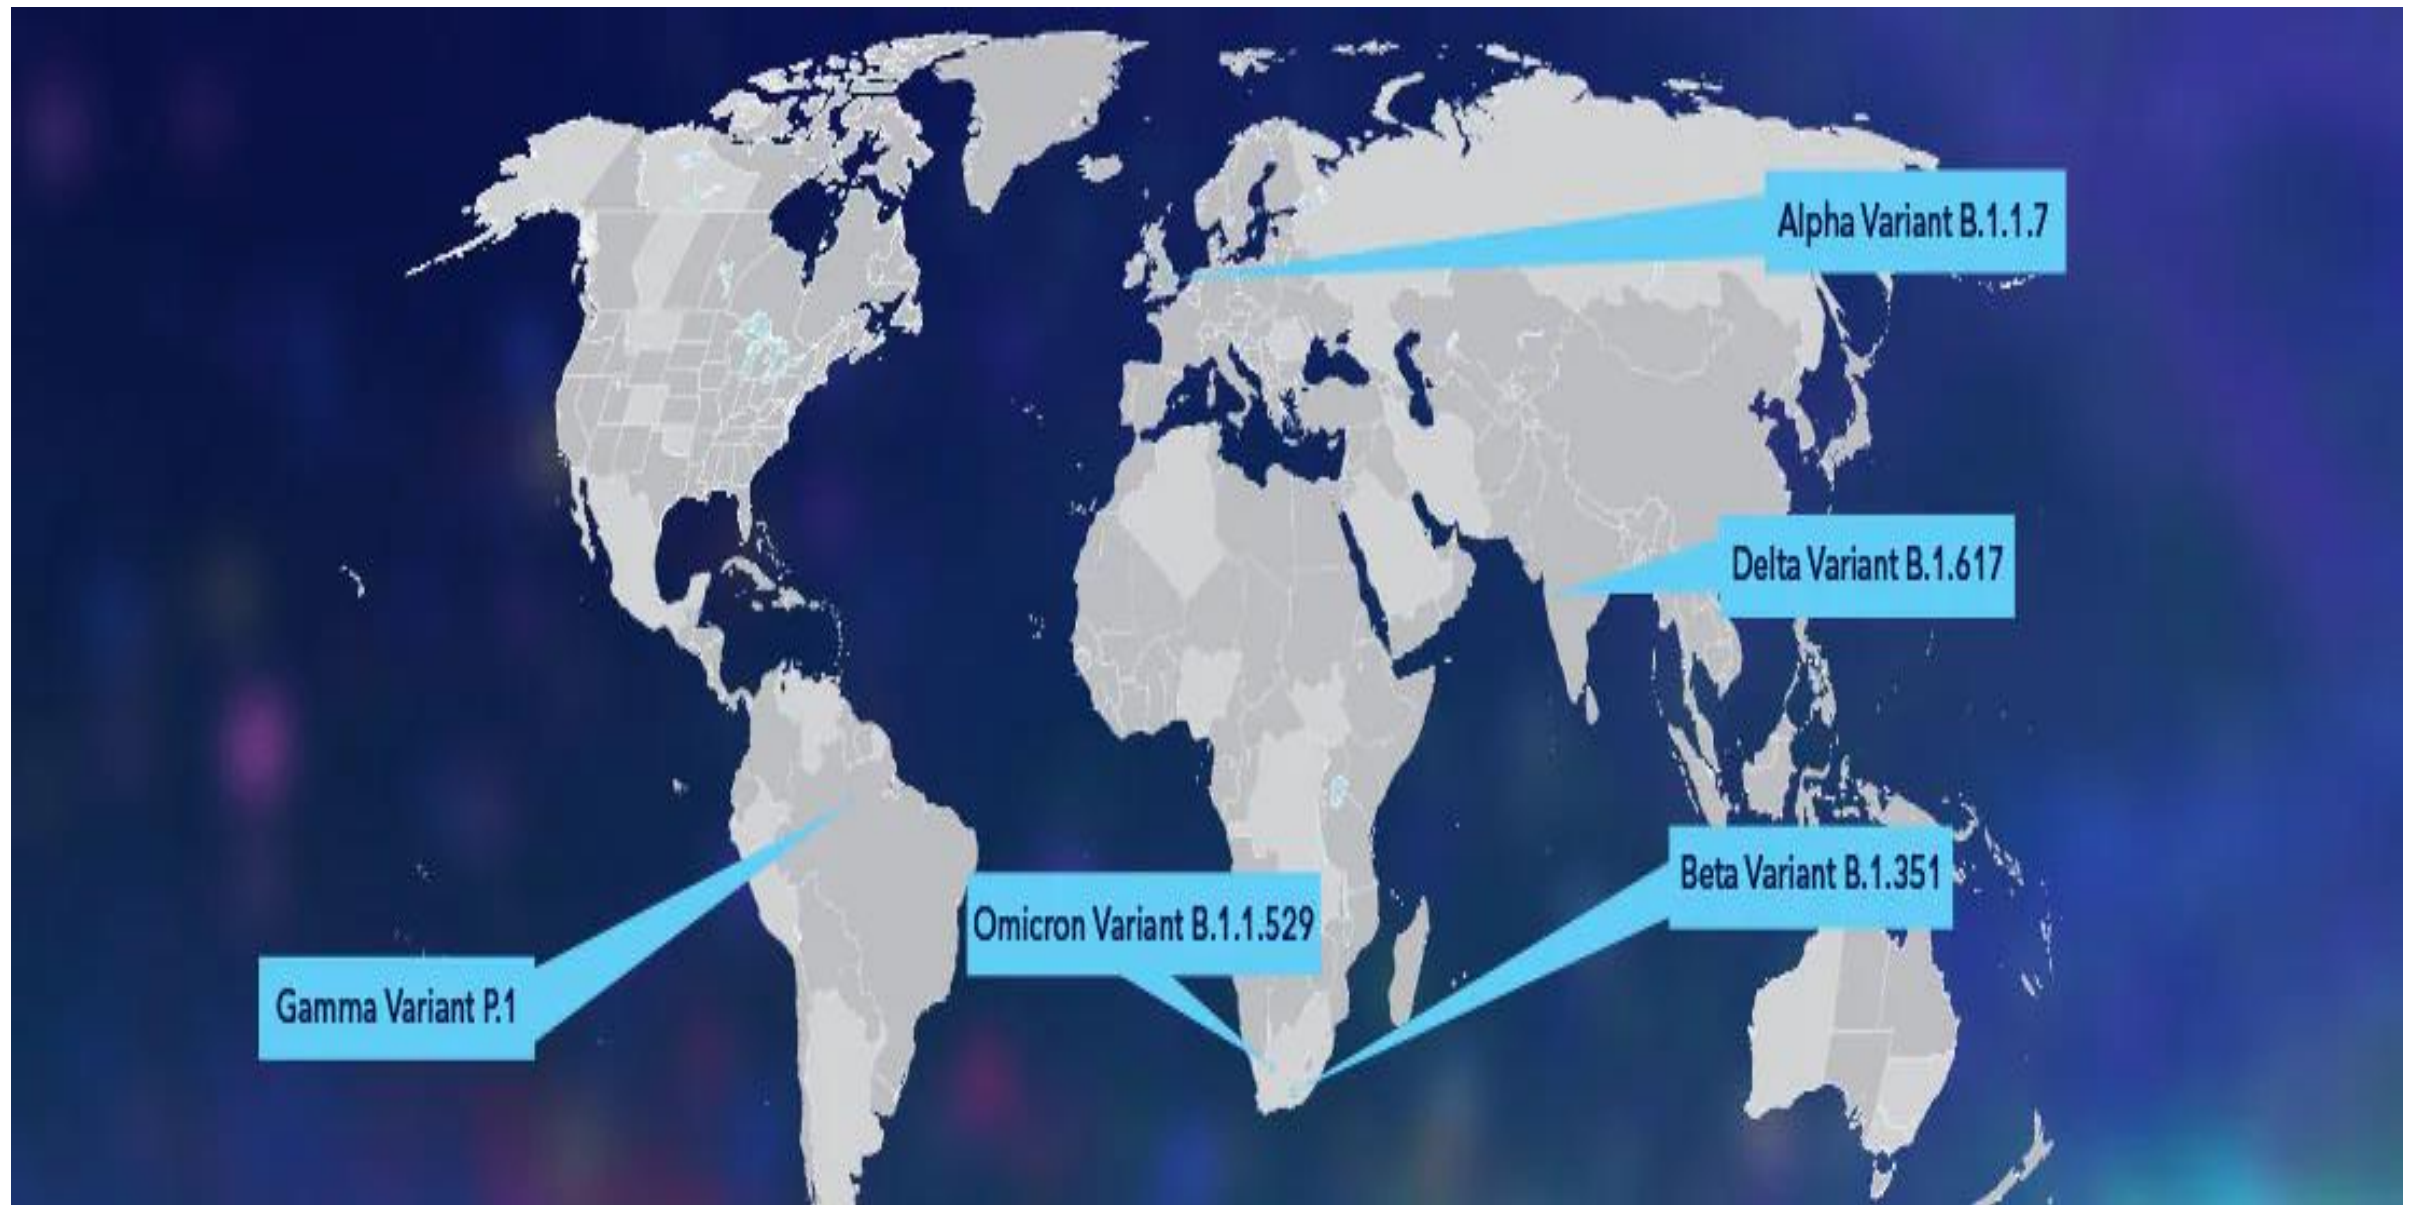 Alpha Variant B.1.1.7
Delta Variant B.1.617
Beta Variant B.1.351
Omicron Variant B.1.1.529
Gamma Variant P.1